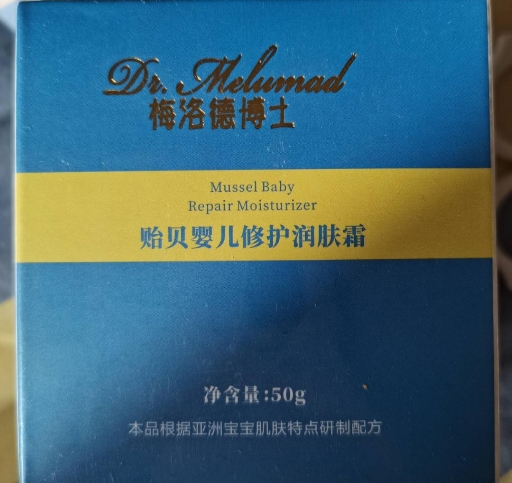 Dr. Melumad
梅洛德博士
Mussel Baby
Repair Moisturizer
贻贝婴儿修护润肤霜
净含量:50g
本品根据亚洲宝宝肌肤特点研制配方